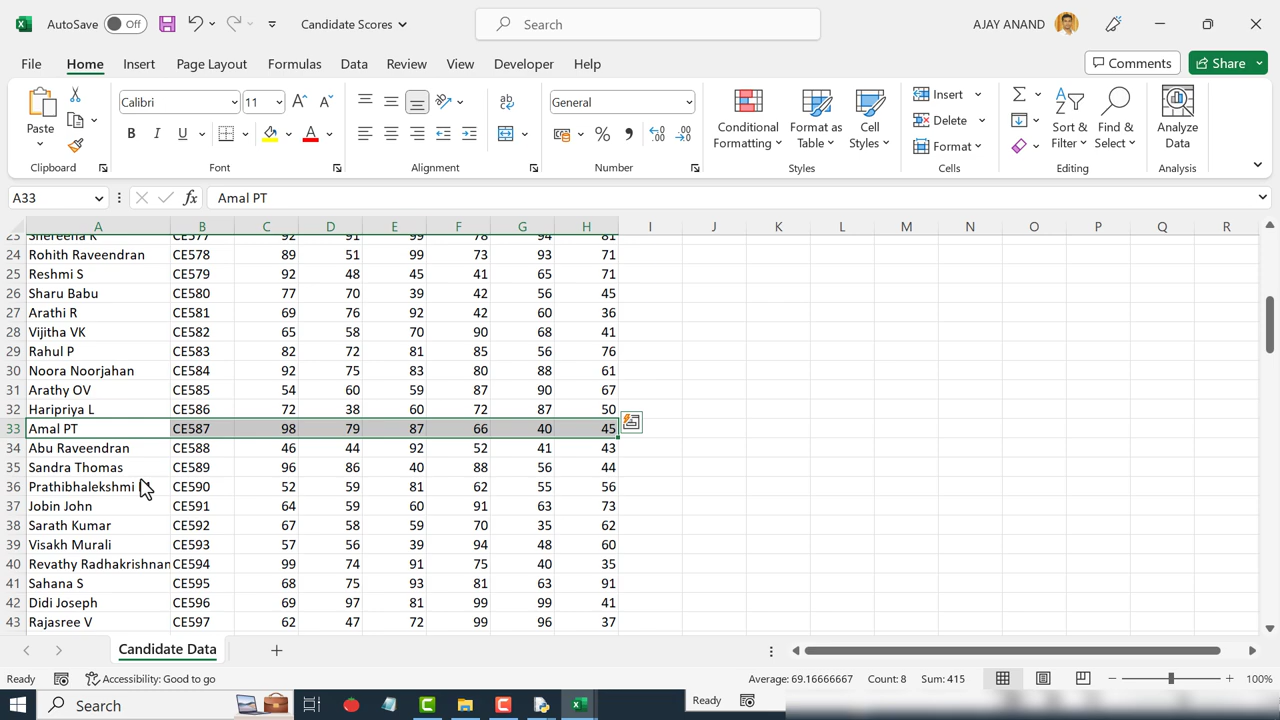 AutoSave Off Candidate Scores Search AJAY ANAND
File Home Insert Page Layout Formulas Data Review View Developer Help Comments Share
Paste Calibri 11 General Conditional Formatting Format as Table Cell Styles Insert Delete Format Sort & Filter Find & Select Analyze Data
Clipboard Font Alignment Number Styles Cells Editing Analysis
A33 Amal PT
A B C D E F G H I J K L M N O P Q R
23 Shereena K CE577 92 91 99 78 94 81
24 Rohith Raveendran CE578 89 51 99 73 93 71
25 Reshmi S CE579 92 48 45 41 65 71
26 Sharu Babu CE580 77 70 39 42 56 45
27 Arathi R CE581 69 76 92 42 60 36
28 Vijitha VK CE582 65 58 70 90 68 41
29 Rahul P CE583 82 72 81 85 56 76
30 Noora Noorjahan CE584 92 75 83 80 88 61
31 Arathy OV CE585 54 60 59 87 90 67
32 Haripriya L CE586 72 38 60 72 87 50
33 Amal PT CE587 98 79 87 66 40 45
34 Abu Raveendran CE588 46 44 92 52 41 43
35 Sandra Thomas CE589 96 86 40 88 56 44
36 Prathibhalekshmi CE590 52 59 81 62 55 56
37 Jobin John CE591 64 59 60 91 63 73
38 Sarath Kumar CE592 67 58 59 70 35 62
39 Visakh Murali CE593 57 56 39 94 48 60
40 Revathy Radhakrishnan CE594 99 74 91 75 40 35
41 Sahana S CE595 68 75 93 81 63 91
42 Didi Joseph CE596 69 97 81 99 99 41
43 Rajasree V CE597 62 47 72 99 96 37
Candidate Data
Ready Accessibility: Good to go Average: 69.16666667 Count: 8 Sum: 415 100%
Search Ready